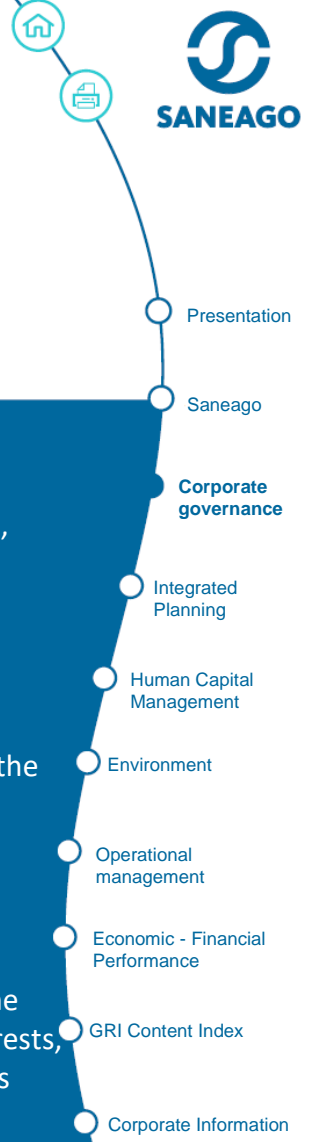 SANEAGO
Presentation
Saneago
Corporate
governance
,
Integrated
Planning
Human Capital
Management
the
Environment
Operational
management
Economic - Financial
Performance
GRI Content Index
Corporate Information